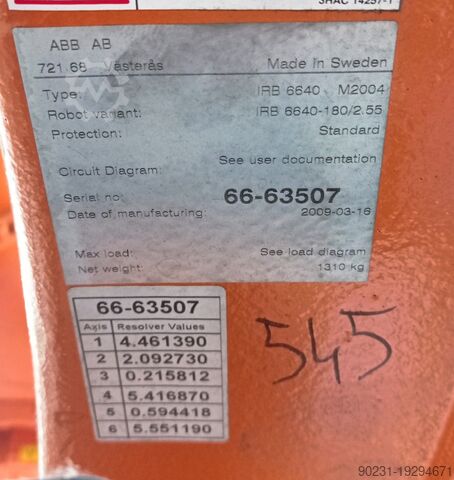 3HAC 14257-1
ABB AB
721 68 Västerås Made in Sweden
Type: IRB 6640 M2004
Robot variant: IRB 6640-180/2.55
Protection: Standard
Circuit Diagram: See user documentation
Serial no: 66-63507
Date of manufacturing: 2009-03-16
Max load: See load diagram
Net weight: 1310 kg
66-63507
Axis Resolver Values
1 4.461390
2 2.092730
3 0.215812
4 5.416870
5 0.594418
6 5.551190
545
90231-19294671